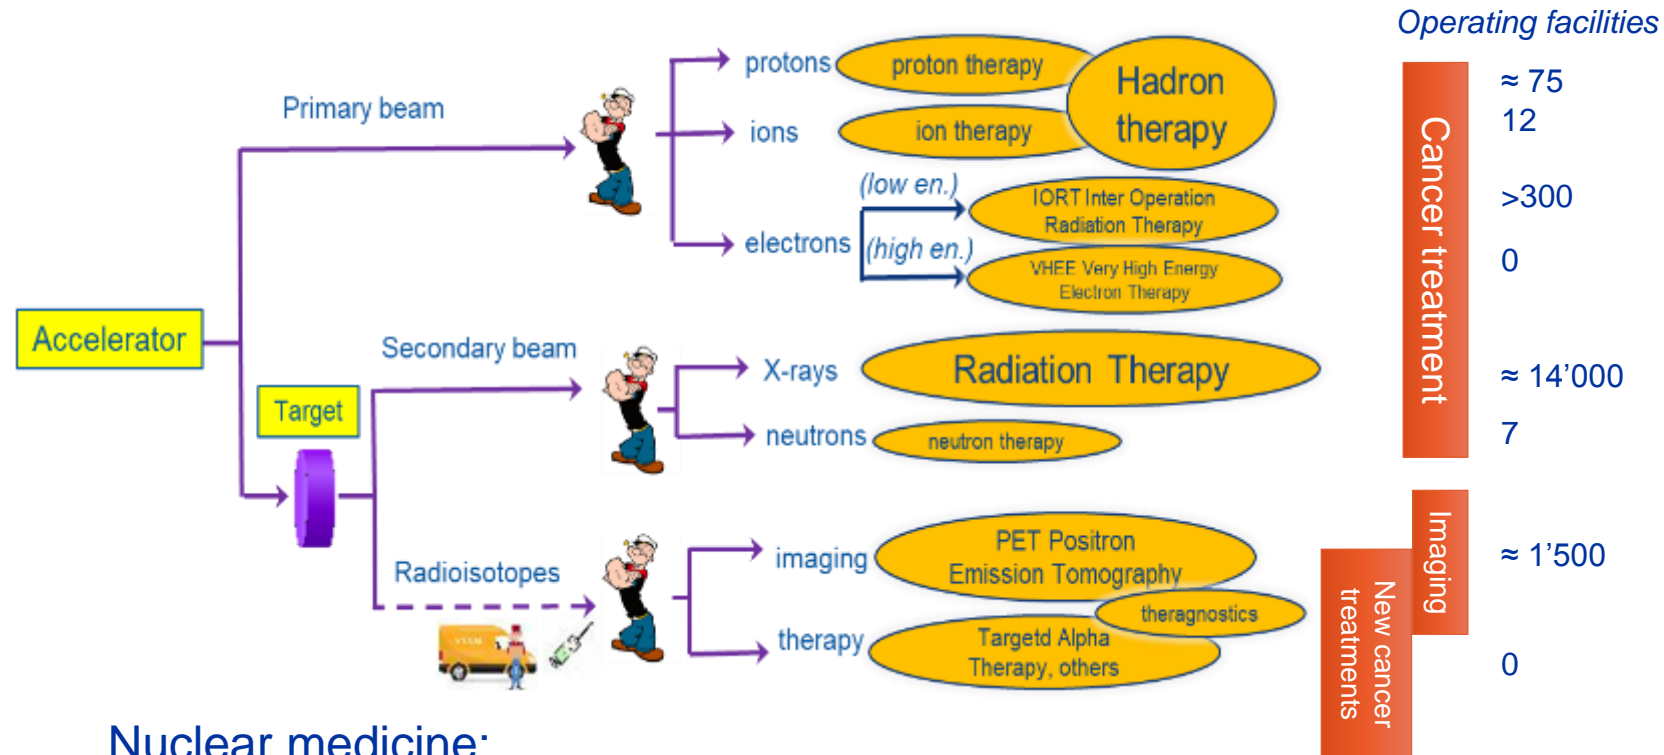 Operating facilities
Primary beam
protons
proton therapy
Hadron
therapy
≈ 75
ions
ion therapy
12
electrons
(low en.)
IORT Inter Operation
Radiation Therapy
>300
(high en.)
VHEE Very High Energy
Electron Therapy
0
Cancer treatment
Accelerator
Target
Secondary beam
X-rays
Radiation Therapy
≈ 14’000
neutrons
neutron therapy
7
Radioisotopes
imaging
PET Positron
Emission Tomography
≈ 1’500
Imaging
theragnostics
therapy
Targetd Alpha
Therapy, others
0
New cancer
treatments
Nuclear medicine: